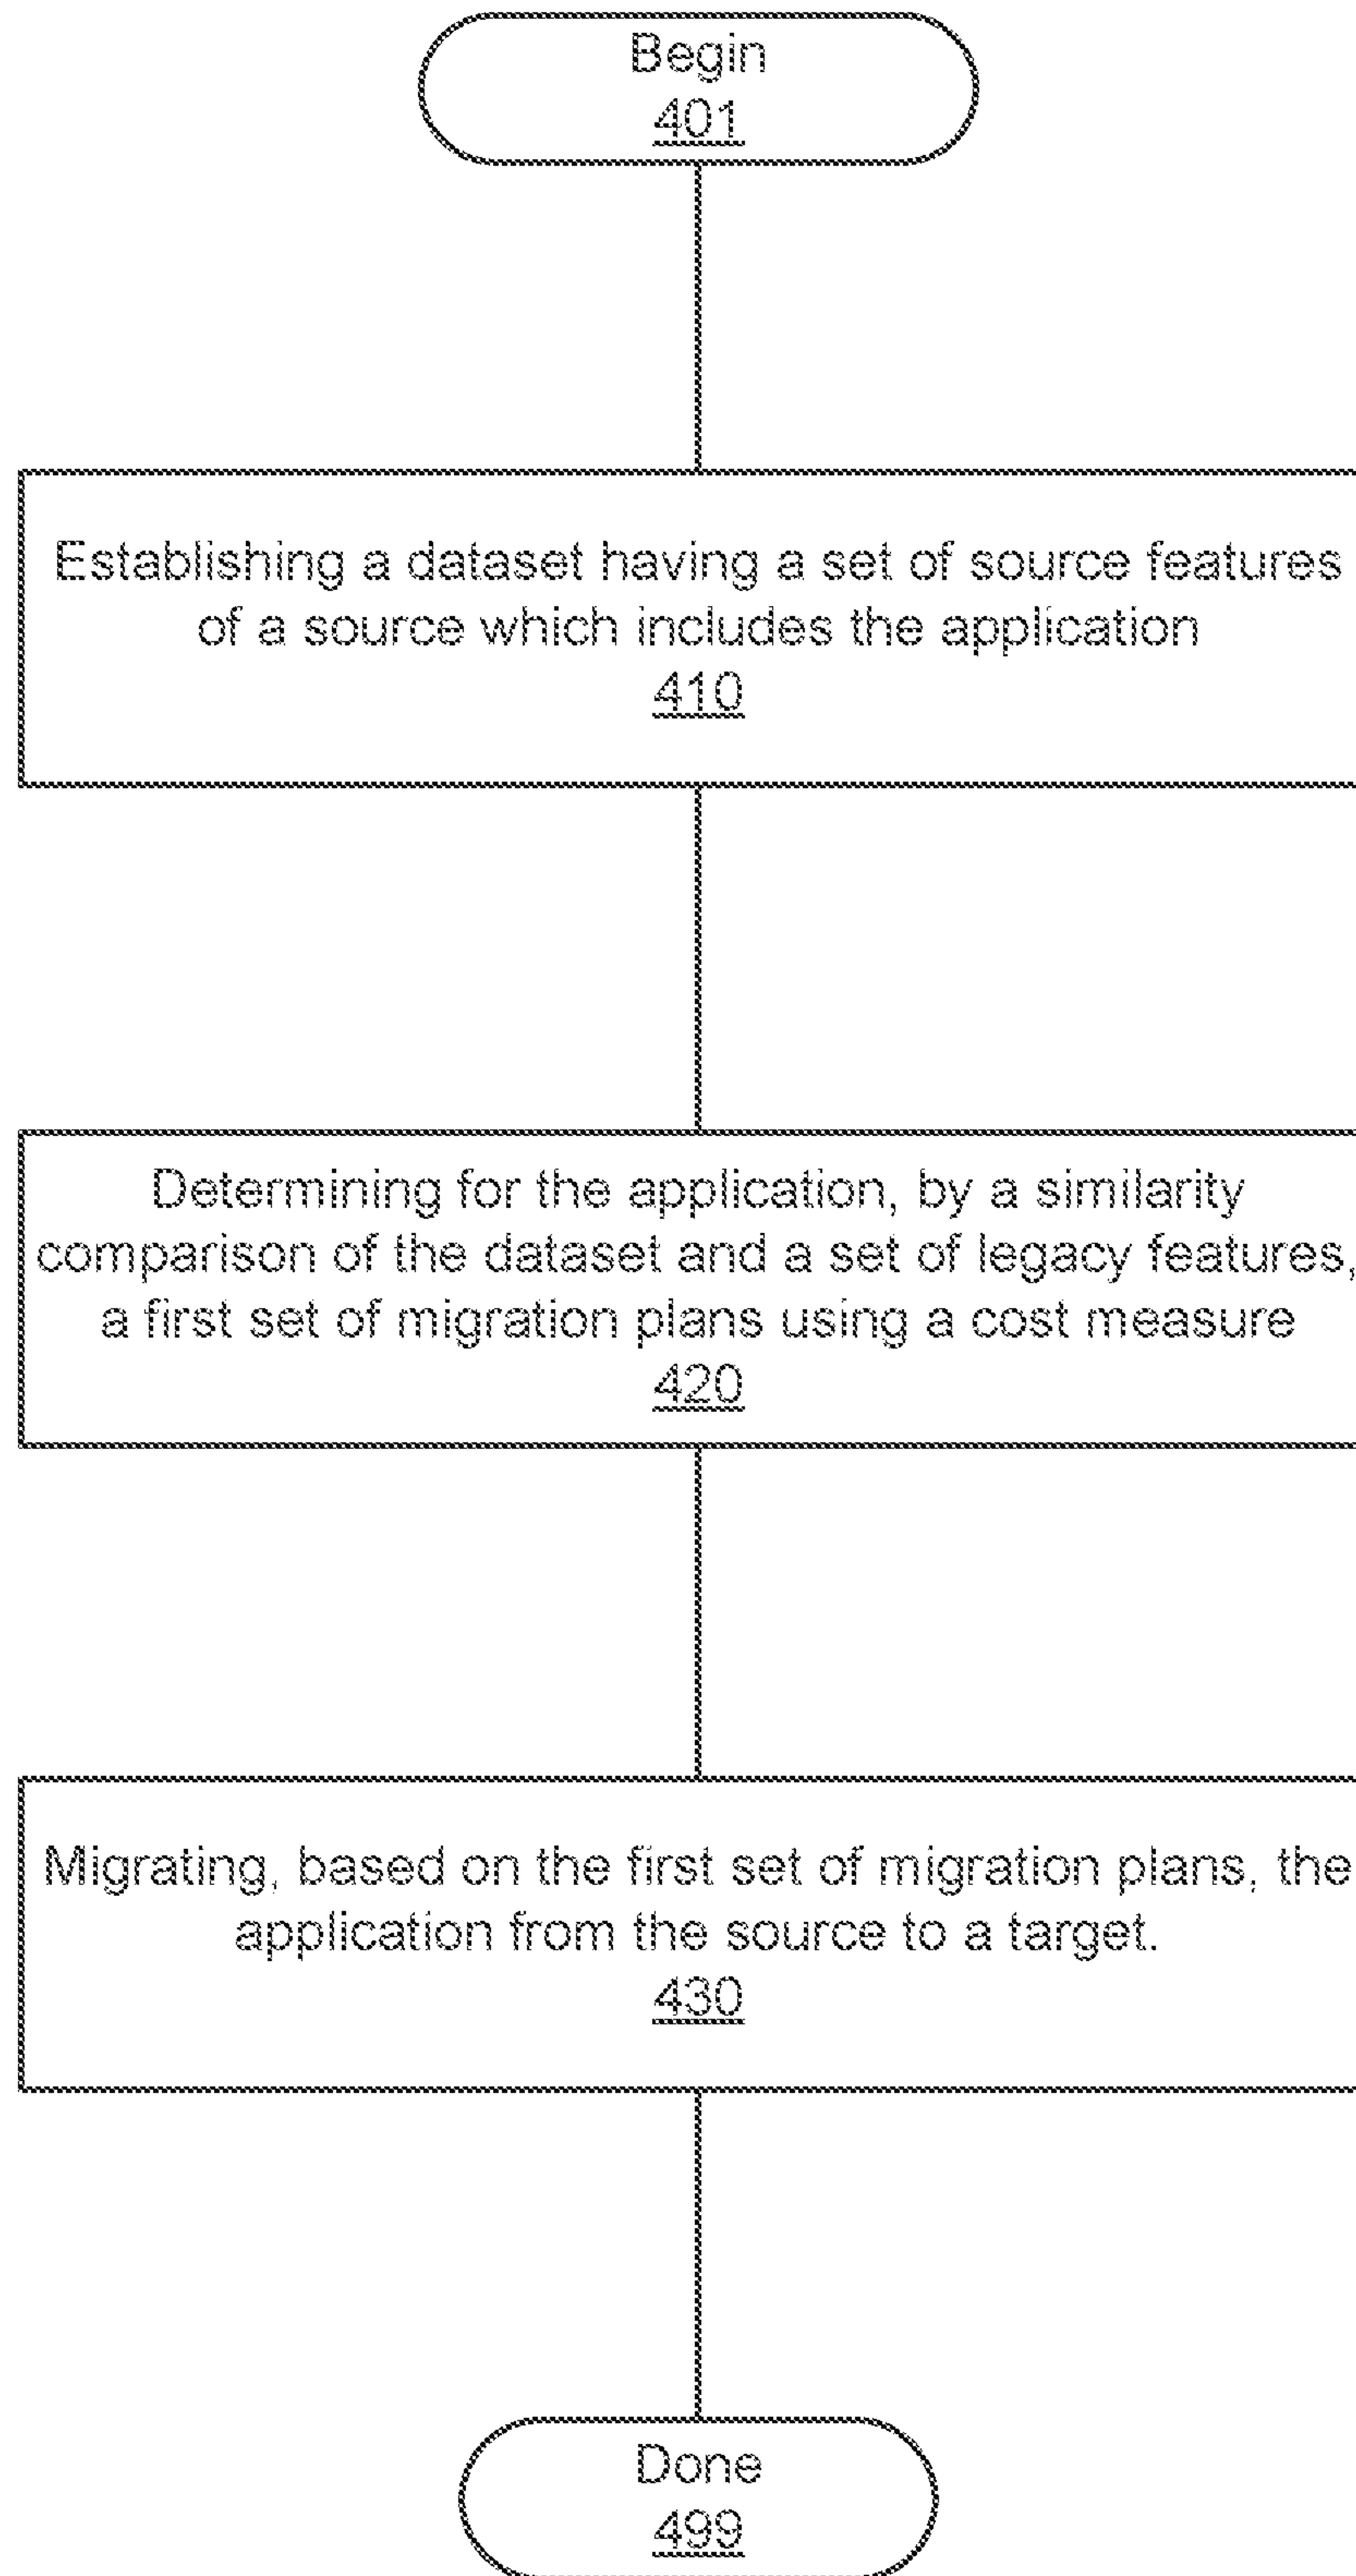 Begin
401
Establishing a dataset having a set of source features
of a source which includes the application
410
Determining for the application, by a similarity
comparison of the dataset and a set of legacy features,
a first set of migration plans using a cost measure
420
Migrating, based on the first set of migration plans, the
application from the source to a target.
430
Done
499